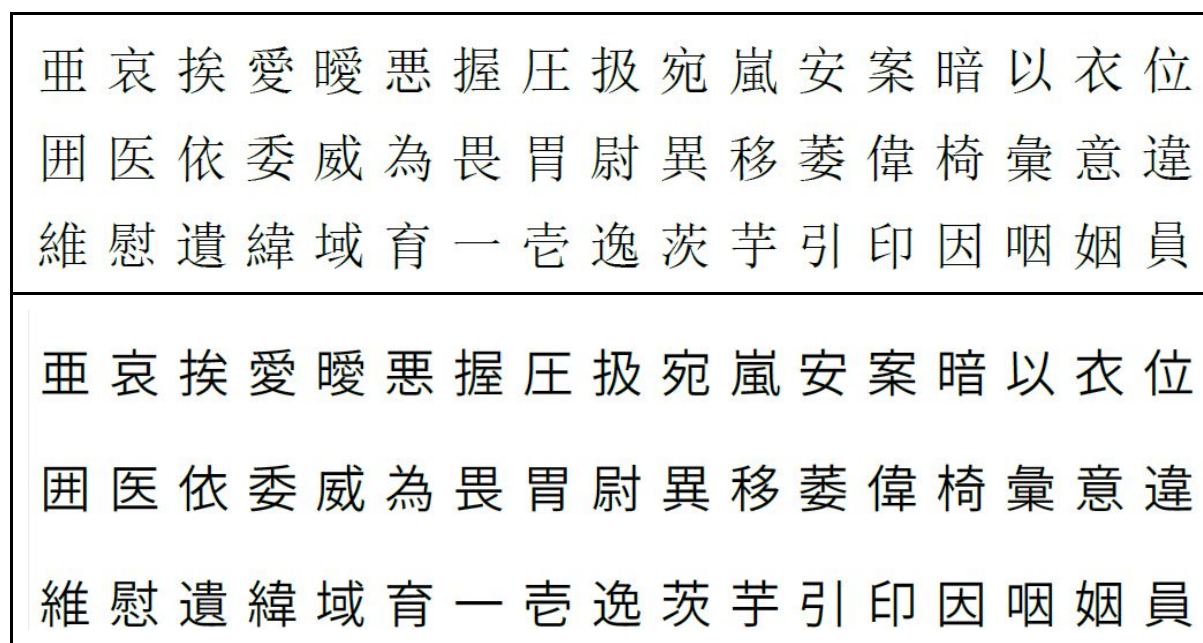 亜哀挨愛曖悪握圧扱宛嵐安案暗以衣位
囲医依委威為畏胃尉異移萎偉椅彙意違
維慰遺緯域育一壱逸茨芋引印因咽姻員
亜哀挨愛曖悪握圧扱宛嵐安案暗以衣位
囲医依委威為畏胃尉異移萎偉椅彙意違
維慰遺緯域育一壱逸茨芋引印因咽姻員